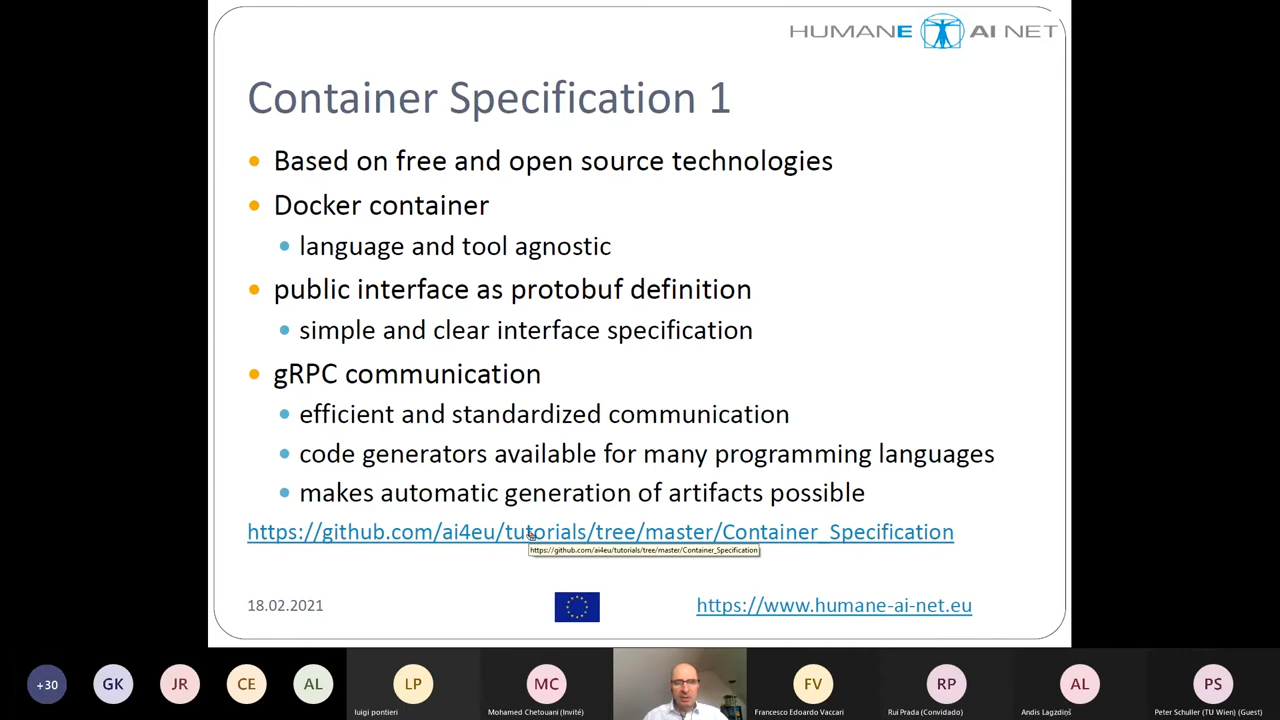 HUMANE AI NET
Container Specification 1
Based on free and open source technologies
Docker container
language and tool agnostic
public interface as protobuf definition
simple and clear interface specification
gRPC communication
efficient and standardized communication
code generators available for many programming languages
makes automatic generation of artifacts possible
https://github.com/ai4eu/tutorials/tree/master/Container_Specification
https://github.com/ai4eu/tutorials/tree/master/Container_Specification
18.02.2021
https://www.humane-ai-net.eu
+30 GK JR CE AL LP MC FV RP AL PS
luigi pontieri Mohamed Chetouani (Invité) Francesco Edoardo Vaccari Rui Prada (Convidado) Andis Lagzdiņš Peter Schuller (TU Wien) (Guest)